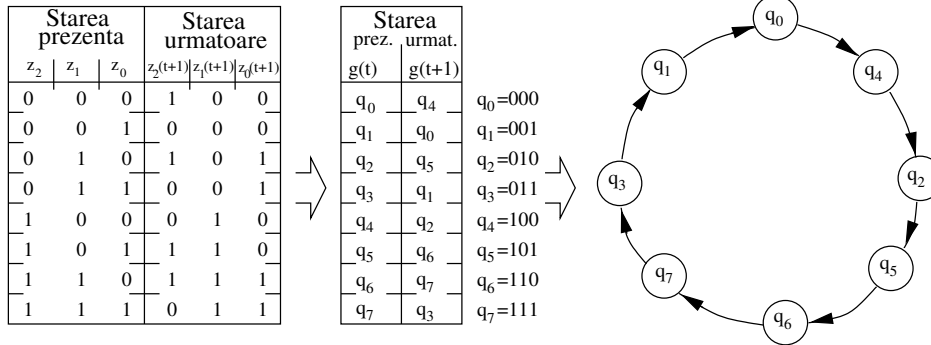 Starea prezenta Starea urmatoare
z2 z1 z0 z2(t+1) z1(t+1) z0(t+1)
0 0 0 1 0 0
0 0 1 0 0 0
0 1 0 1 0 1
0 1 1 0 0 1
1 0 0 0 1 0
1 0 1 1 1 0
1 1 0 1 1 1
1 1 1 0 1 1
Starea
prez. urmat.
g(t) g(t+1)
q0 q4 q0=000
q1 q0 q1=001
q2 q5 q2=010
q3 q1 q3=011
q4 q2 q4=100
q5 q6 q5=101
q6 q7 q6=110
q7 q3 q7=111
q0
q4
q2
q5
q6
q7
q3
q1